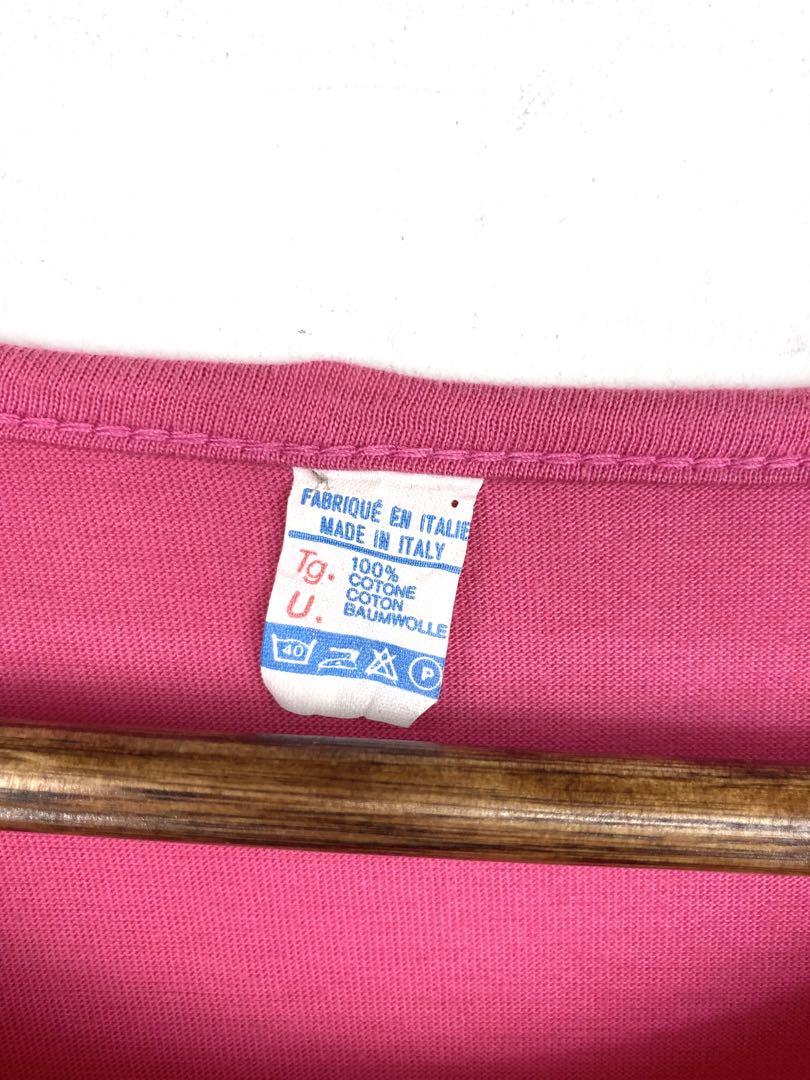 FABRIQUÉ EN ITALIE
MADE IN ITALY
Tg.
U.
100%
COTONE
COTON
BAUMWOLLE
40
P